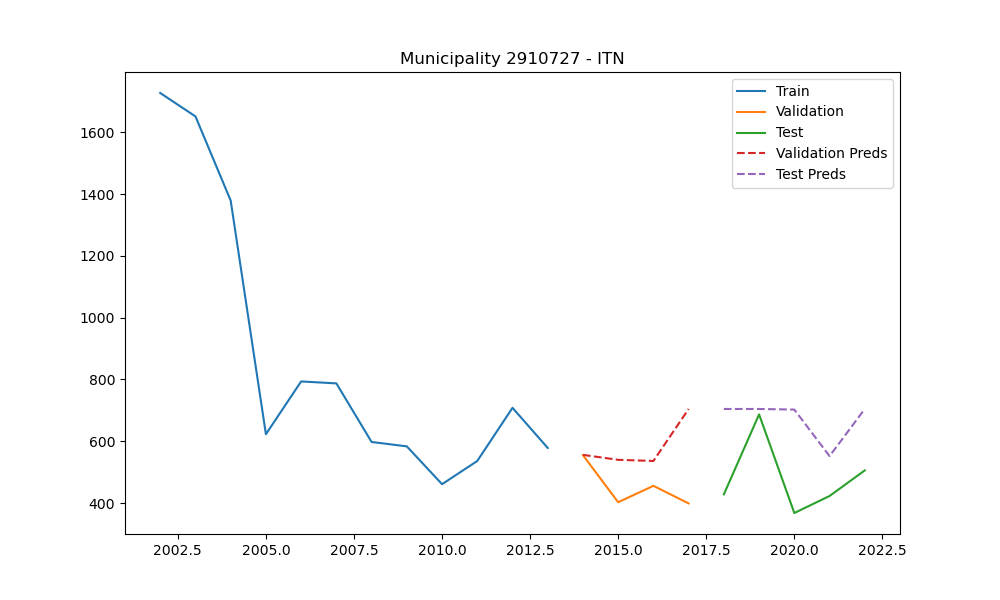 Municipality 2910727 - ITN
Train
Validation
Test
Validation Preds
Test Preds
1600
1400
1200
1000
800
600
400
2002.5 2005.0 2007.5 2010.0 2012.5 2015.0 2017.5 2020.0 2022.5